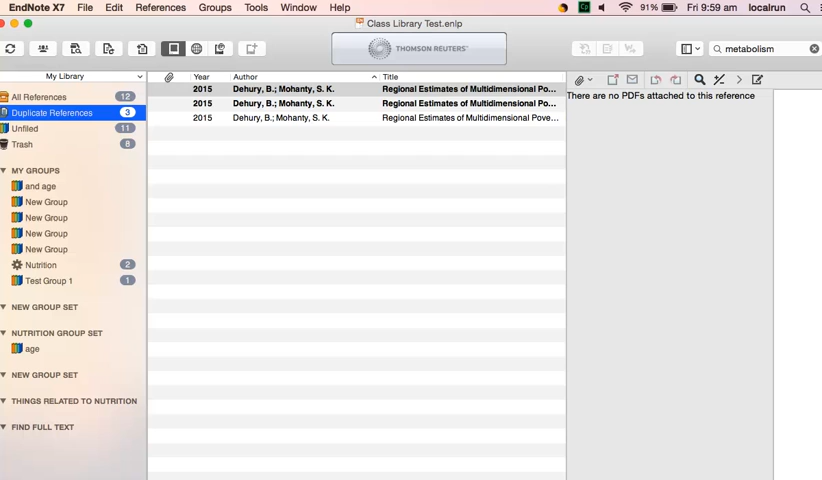 EndNote X7 File Edit References Groups Tools Window Help 91% Fri 9:59 am localrun
Class Library Test.enlp
THOMSON REUTERS™
metabolism
My Library
Year Author Title
All References 12
Duplicate References 3
Unfiled 11
Trash 8
MY GROUPS
and age
New Group
New Group
New Group
New Group
Nutrition 2
Test Group 1 1
NEW GROUP SET
NUTRITION GROUP SET
age
NEW GROUP SET
THINGS RELATED TO NUTRITION
FIND FULL TEXT
2015 Dehury, B.; Mohanty, S. K. Regional Estimates of Multidimensional Po...
2015 Dehury, B.; Mohanty, S. K. Regional Estimates of Multidimensional Po...
2015 Dehury, B.; Mohanty, S. K. Regional Estimates of Multidimensional Pove...
There are no PDFs attached to this reference